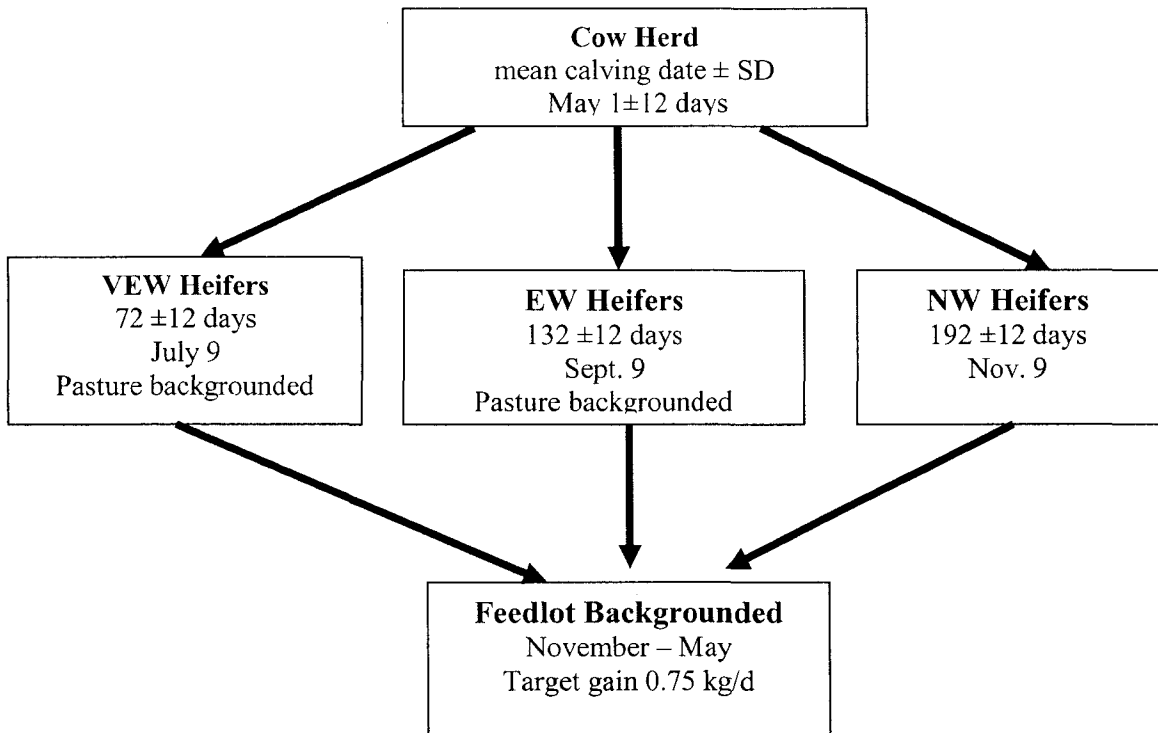 Cow Herd
mean calving date ± SD
May 1±12 days
VEW Heifers
72 ±12 days
July 9
Pasture backgrounded
EW Heifers
132 ±12 days
Sept. 9
Pasture backgrounded
NW Heifers
192 ±12 days
Nov. 9
Feedlot Backgrounded
November – May
Target gain 0.75 kg/d